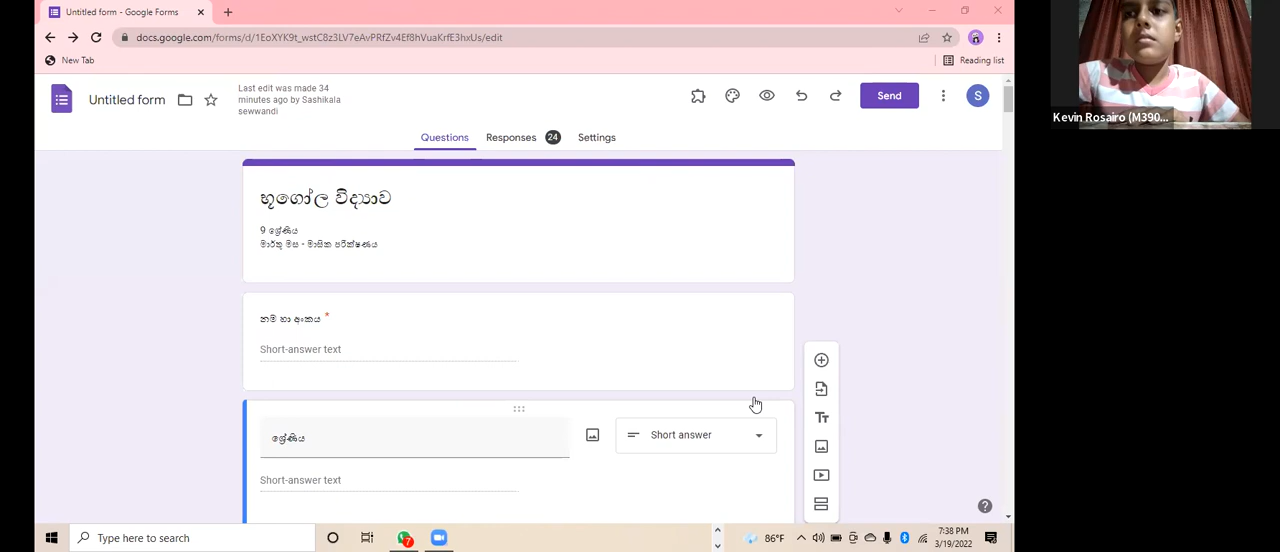 Untitled form - Google Forms
docs.google.com/forms/d/1EoXYK9t_wstC8z3LV7eAvPRfZv4Ef8hVuaKrfE3hxUs/edit
New Tab
Reading list
Untitled form
Last edit was made 34
minutes ago by Sashikala
sewwandi
Send
S
Questions
Responses 24
Settings
භූගෝල විද්‍යාව
9 ශ්‍රේණිය
මාර්තු මස - මාසික පරික්ෂණය
නම හා අංකය *
Short-answer text
ශ්‍රේණිය
Short answer
Short-answer text
Tт
Type here to search
7
86°F
7:38 PM
3/19/2022
Kevin Rosairo (M390...